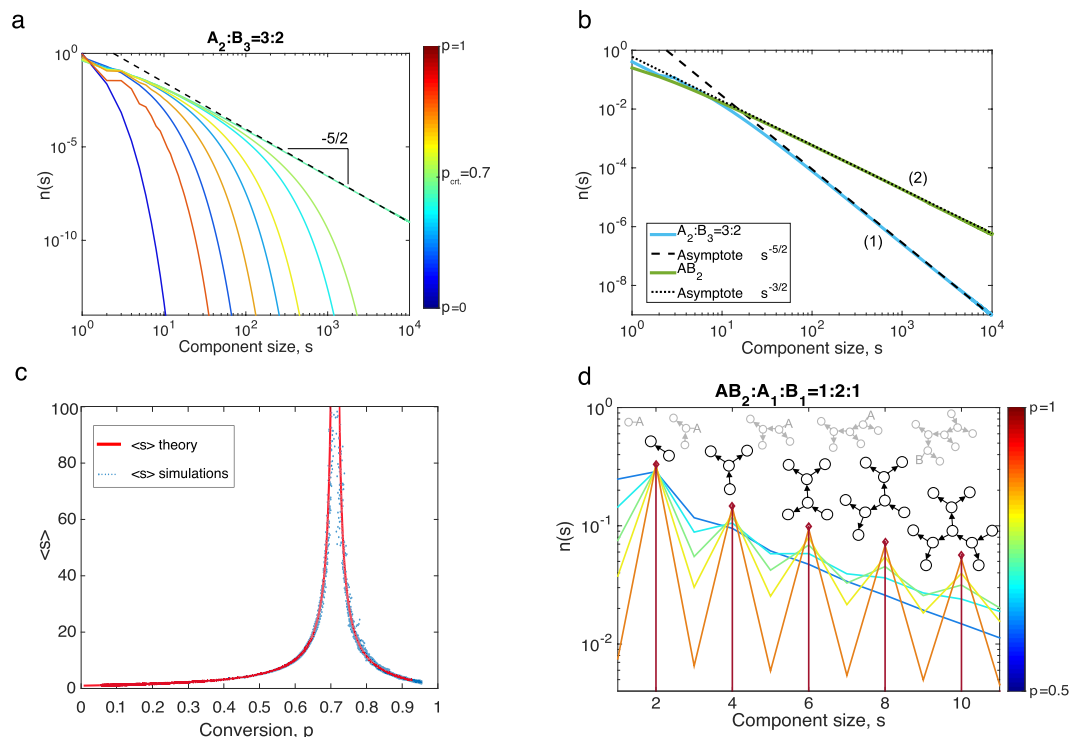 a
A2:B3=3:2
10^0
10^-5
10^-10
n(s)
-5/2
10^0 10^1 10^2 10^3 10^4
Component size, s
p=1
p_crt.=0.7
p=0
b
10^0
10^-2
10^-4
10^-6
10^-8
n(s)
(2)
(1)
A2:B3=3:2
Asymptote s^-5/2
AB2
Asymptote s^-3/2
10^0 10^1 10^2 10^3 10^4
Component size, s
c
100
80
60
40
20
0
<s>
<s> theory
<s> simulations
0 0.1 0.2 0.3 0.4 0.5 0.6 0.7 0.8 0.9 1
Conversion, p
d
AB2:A1:B1=1:2:1
10^0
10^-1
10^-2
n(s)
A
A
A
A
B
2 4 6 8 10
Component size, s
p=1
p=0.5